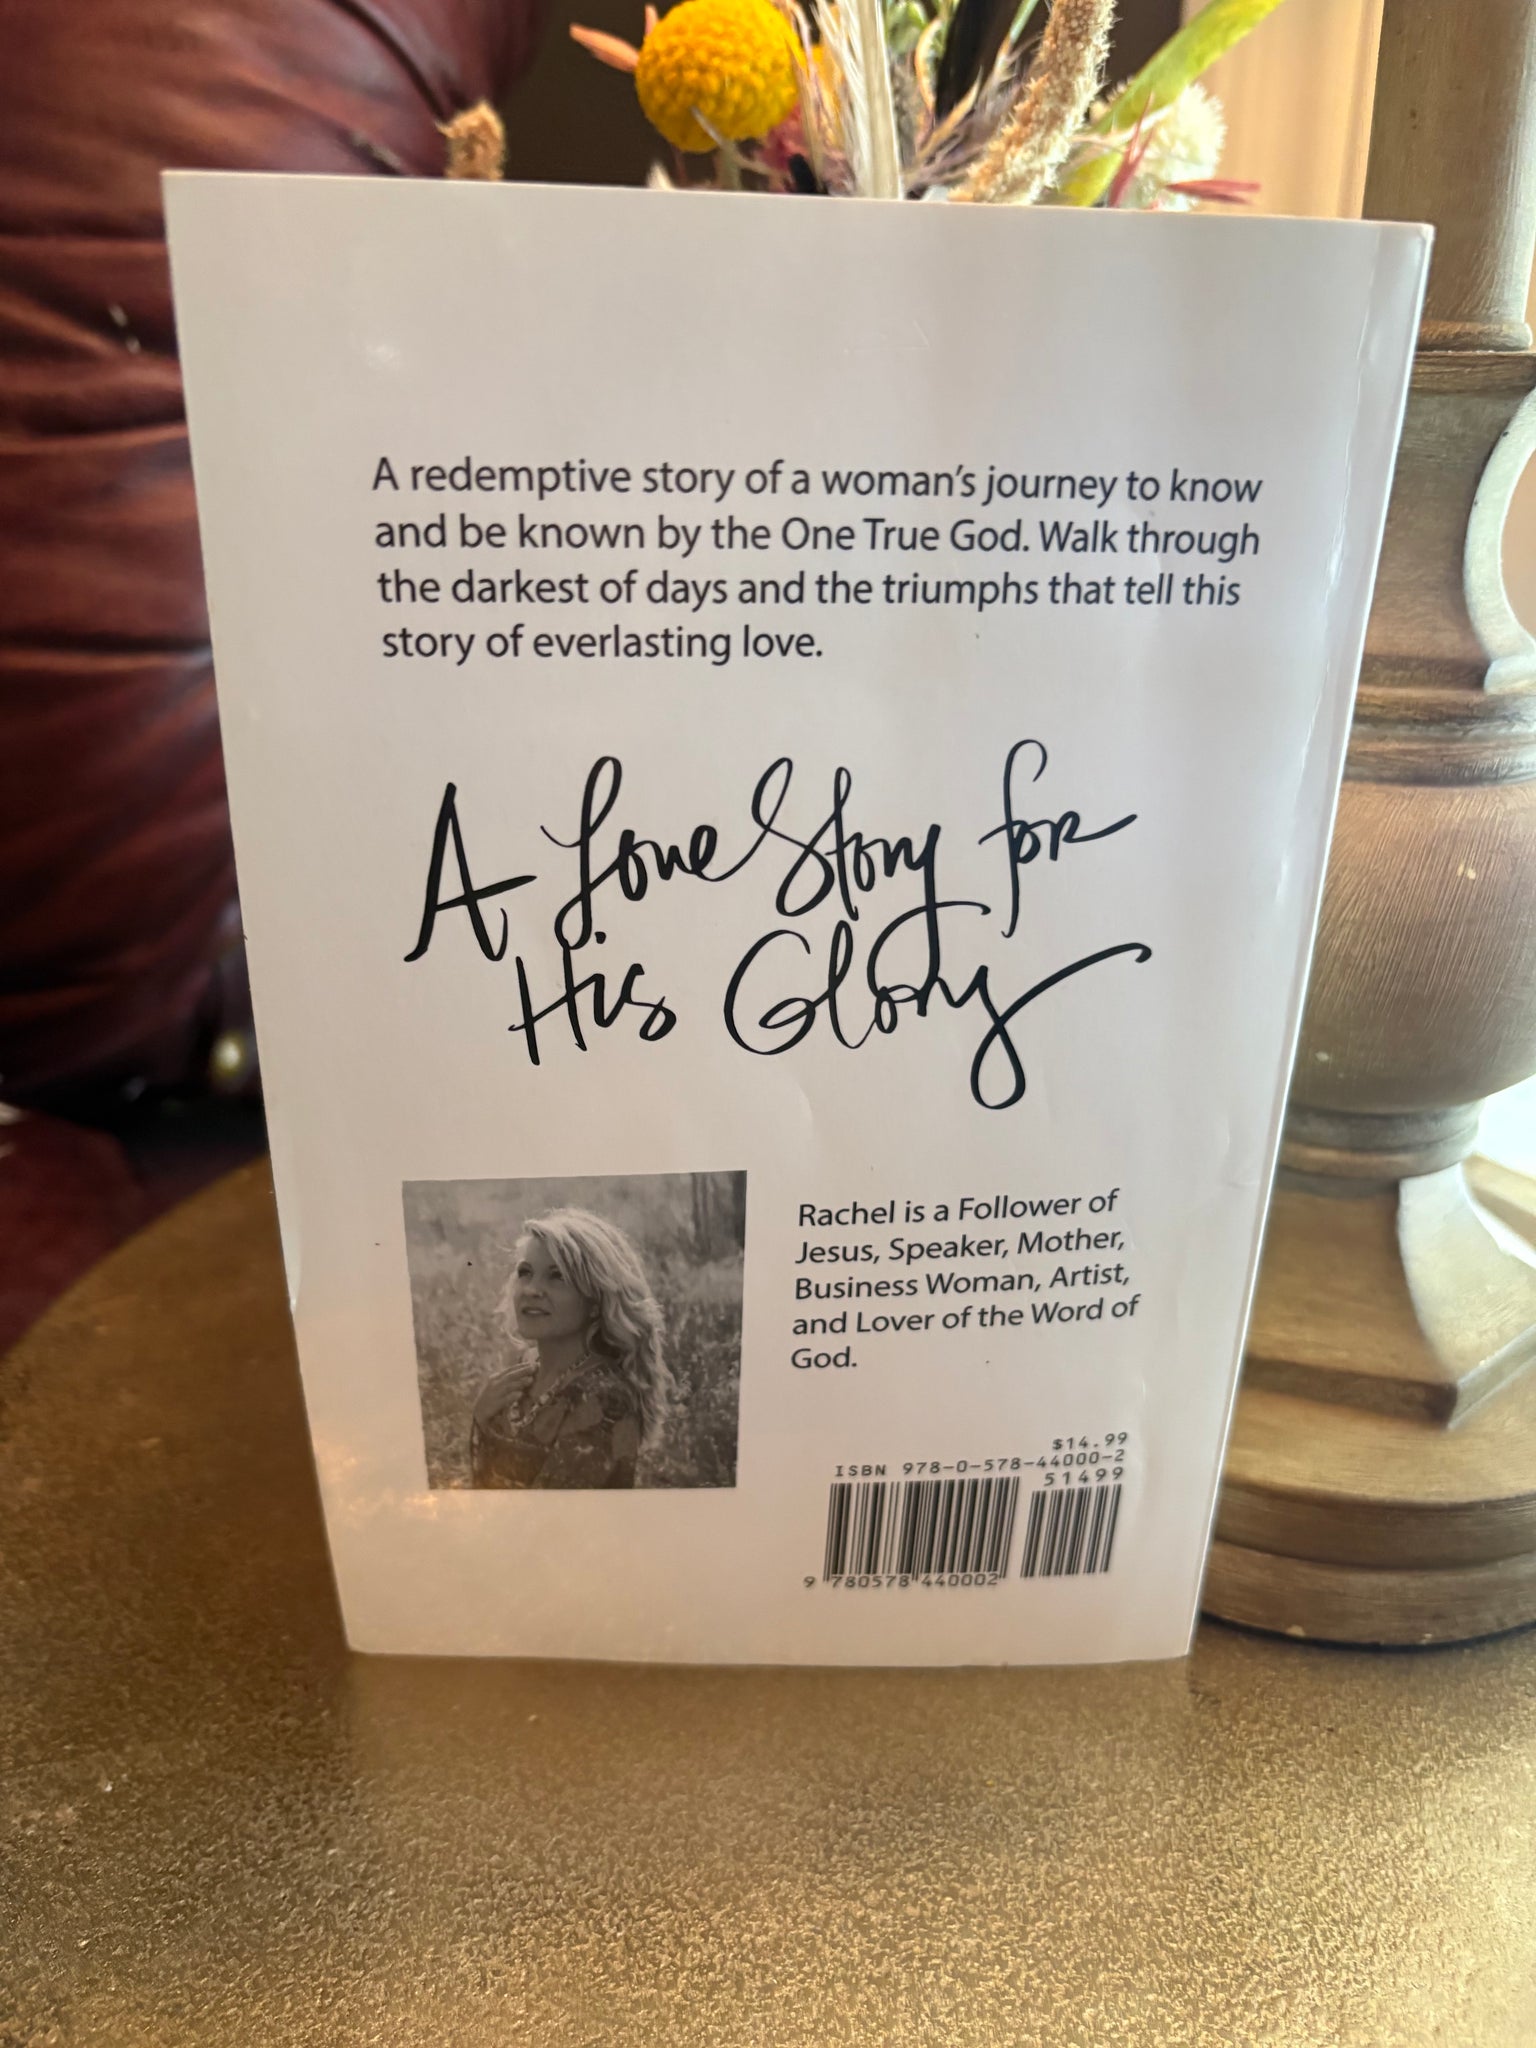 A redemptive story of a woman's journey to know
and be known by the One True God. Walk through
the darkest of days and the triumphs that tell this
story of everlasting love.
A Love Story for
His Glory
Rachel is a Follower of
Jesus, Speaker, Mother,
Business Woman, Artist,
and Lover of the Word of
God.
$14.99
ISBN 978-0-578-44000-2
51499
9 780578 440002